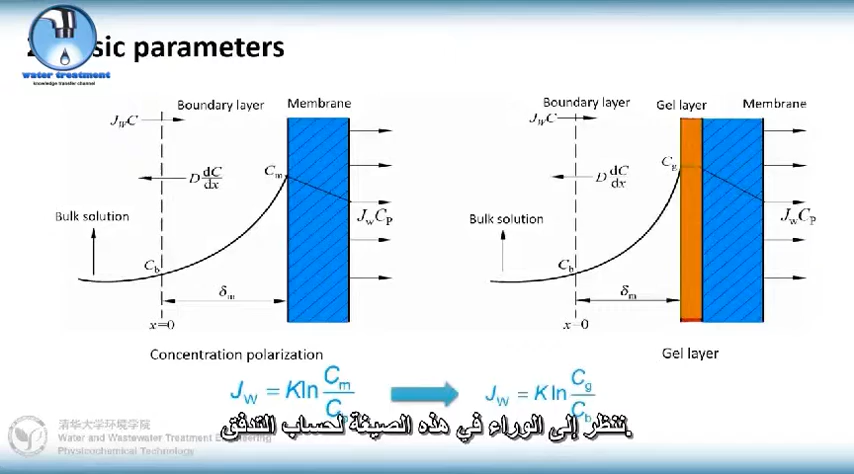 sic parameters
water treatment
knowledge transfer channel
Boundary layer
Membrane
J_W C
D dC/dx
C_m
Bulk solution
J_W C_P
C_b
δ_m
x=0
Concentration polarization
J_W = K ln C_m/C
Boundary layer
Gel layer
Membrane
J_W C
D dC/dx
C_g
Bulk solution
J_W C_P
C_b
δ_m
x=0
Gel layer
J_W = K ln C_g/C_b
ننظر إلى الوراء في هذه الصيغة لحساب التدفق.
清华大学环境学院
Water and Wastewater Treatment Engineering
Physicochemical Technology